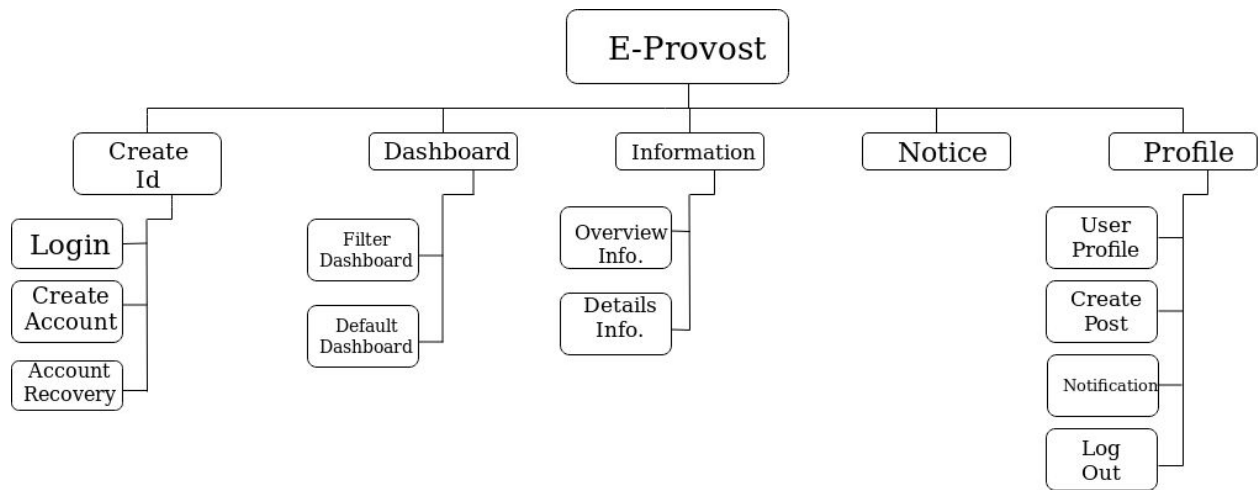 E-Provost
Create
Id
Dashboard
Information
Notice
Profile
Login
Create
Account
Account
Recovery
Filter
Dashboard
Default
Dashboard
Overview
Info.
Details
Info.
User
Profile
Create
Post
Notification
Log
Out